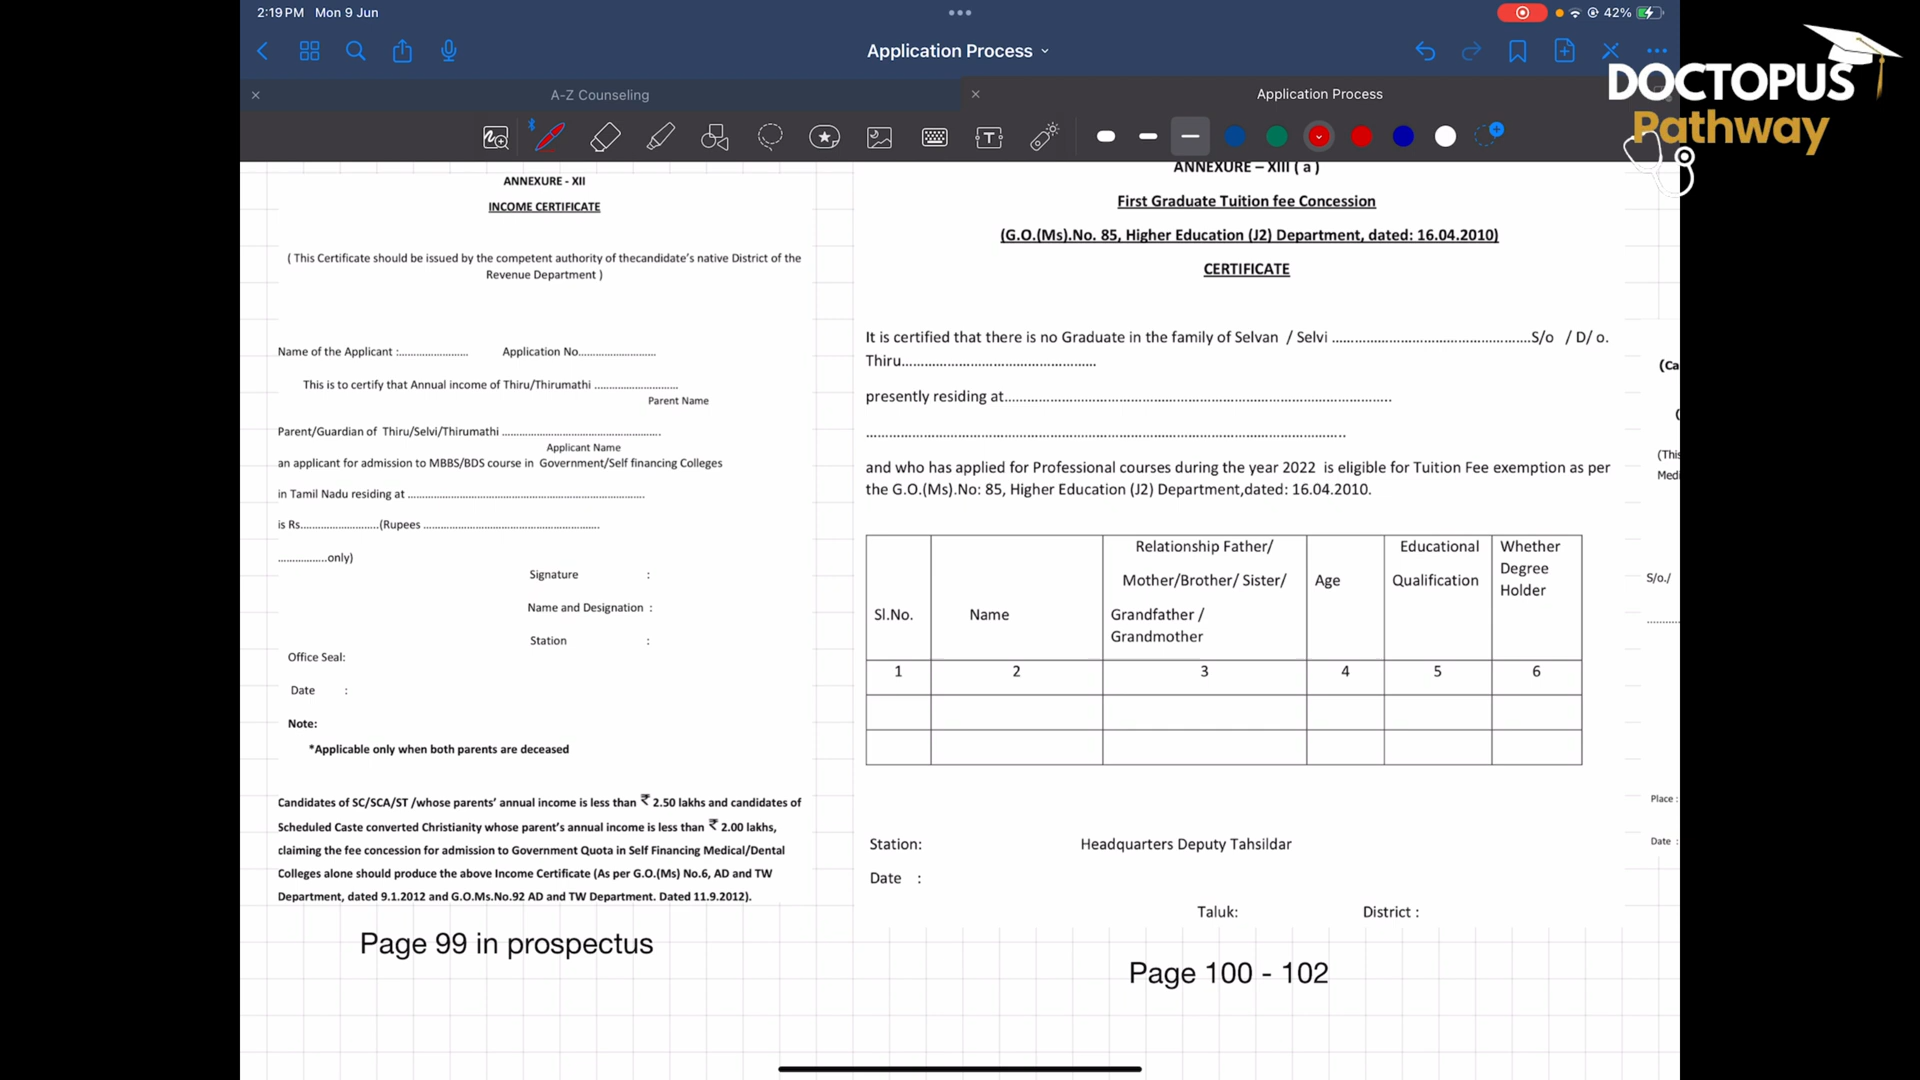 2:19 PM Mon 9 Jun
42%
Application Process
A-Z Counseling
Application Process
DOCTOPUS
Pathway
ANNEXURE - XII
INCOME CERTIFICATE
( This Certificate should be issued by the competent authority of thecandidate's native District of the
Revenue Department )
Name of the Applicant :........................ Application No...........................
This is to certify that Annual income of Thiru/Thirumathi .............................
Parent Name
Parent/Guardian of Thiru/Selvi/Thirumathi .......................................................
Applicant Name
an applicant for admission to MBBS/BDS course in Government/Self financing Colleges
in Tamil Nadu residing at ..................................................................................
is Rs...........................(Rupees .............................................................
.................only)
Signature :
Name and Designation :
Station :
Office Seal:
Date :
Note:
*Applicable only when both parents are deceased
Candidates of SC/SCA/ST /whose parents' annual income is less than ₹ 2.50 lakhs and candidates of
Scheduled Caste converted Christianity whose parent's annual income is less than ₹ 2.00 lakhs,
claiming the fee concession for admission to Government Quota in Self Financing Medical/Dental
Colleges alone should produce the above Income Certificate (As per G.O.(Ms) No.6, AD and TW
Department, dated 9.1.2012 and G.O.Ms.No.92 AD and TW Department. Dated 11.9.2012).
Page 99 in prospectus
ANNEXURE – XIII ( a )
First Graduate Tuition fee Concession
(G.O.(Ms).No. 85, Higher Education (J2) Department, dated: 16.04.2010)
CERTIFICATE
It is certified that there is no Graduate in the family of Selvan / Selvi ....................................................S/o / D/ o.
Thiru..................................................
presently residing at....................................................................................................
..............................................................................................................................
and who has applied for Professional courses during the year 2022 is eligible for Tuition Fee exemption as per
the G.O.(Ms).No: 85, Higher Education (J2) Department,dated: 16.04.2010.
Sl.No. Name Relationship Father/ Mother/Brother/ Sister/ Grandfather / Grandmother Age Educational Qualification Whether Degree Holder
1 2 3 4 5 6
Station: Headquarters Deputy Tahsildar
Date :
Taluk: District :
Page 100 - 102
(Ca
(
(This
Medi
S/o./
Place :
Date :